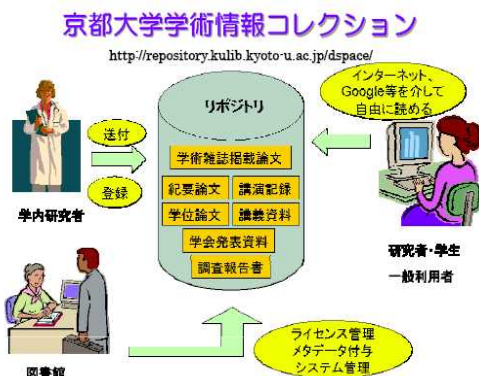 京都大学学術情報コレクション
http://repository.kulib.kyoto-u.ac.jp/dspace/
リポジトリ
インターネット、
Google等を介して
自由に読める
送付
登録
学術雑誌掲載論文
紀要論文
講演記録
学位論文
講義資料
学会発表資料
調査報告書
学内研究者
研究者・学生
一般利用者
図書館
ライセンス管理
メタデータ付与
システム管理